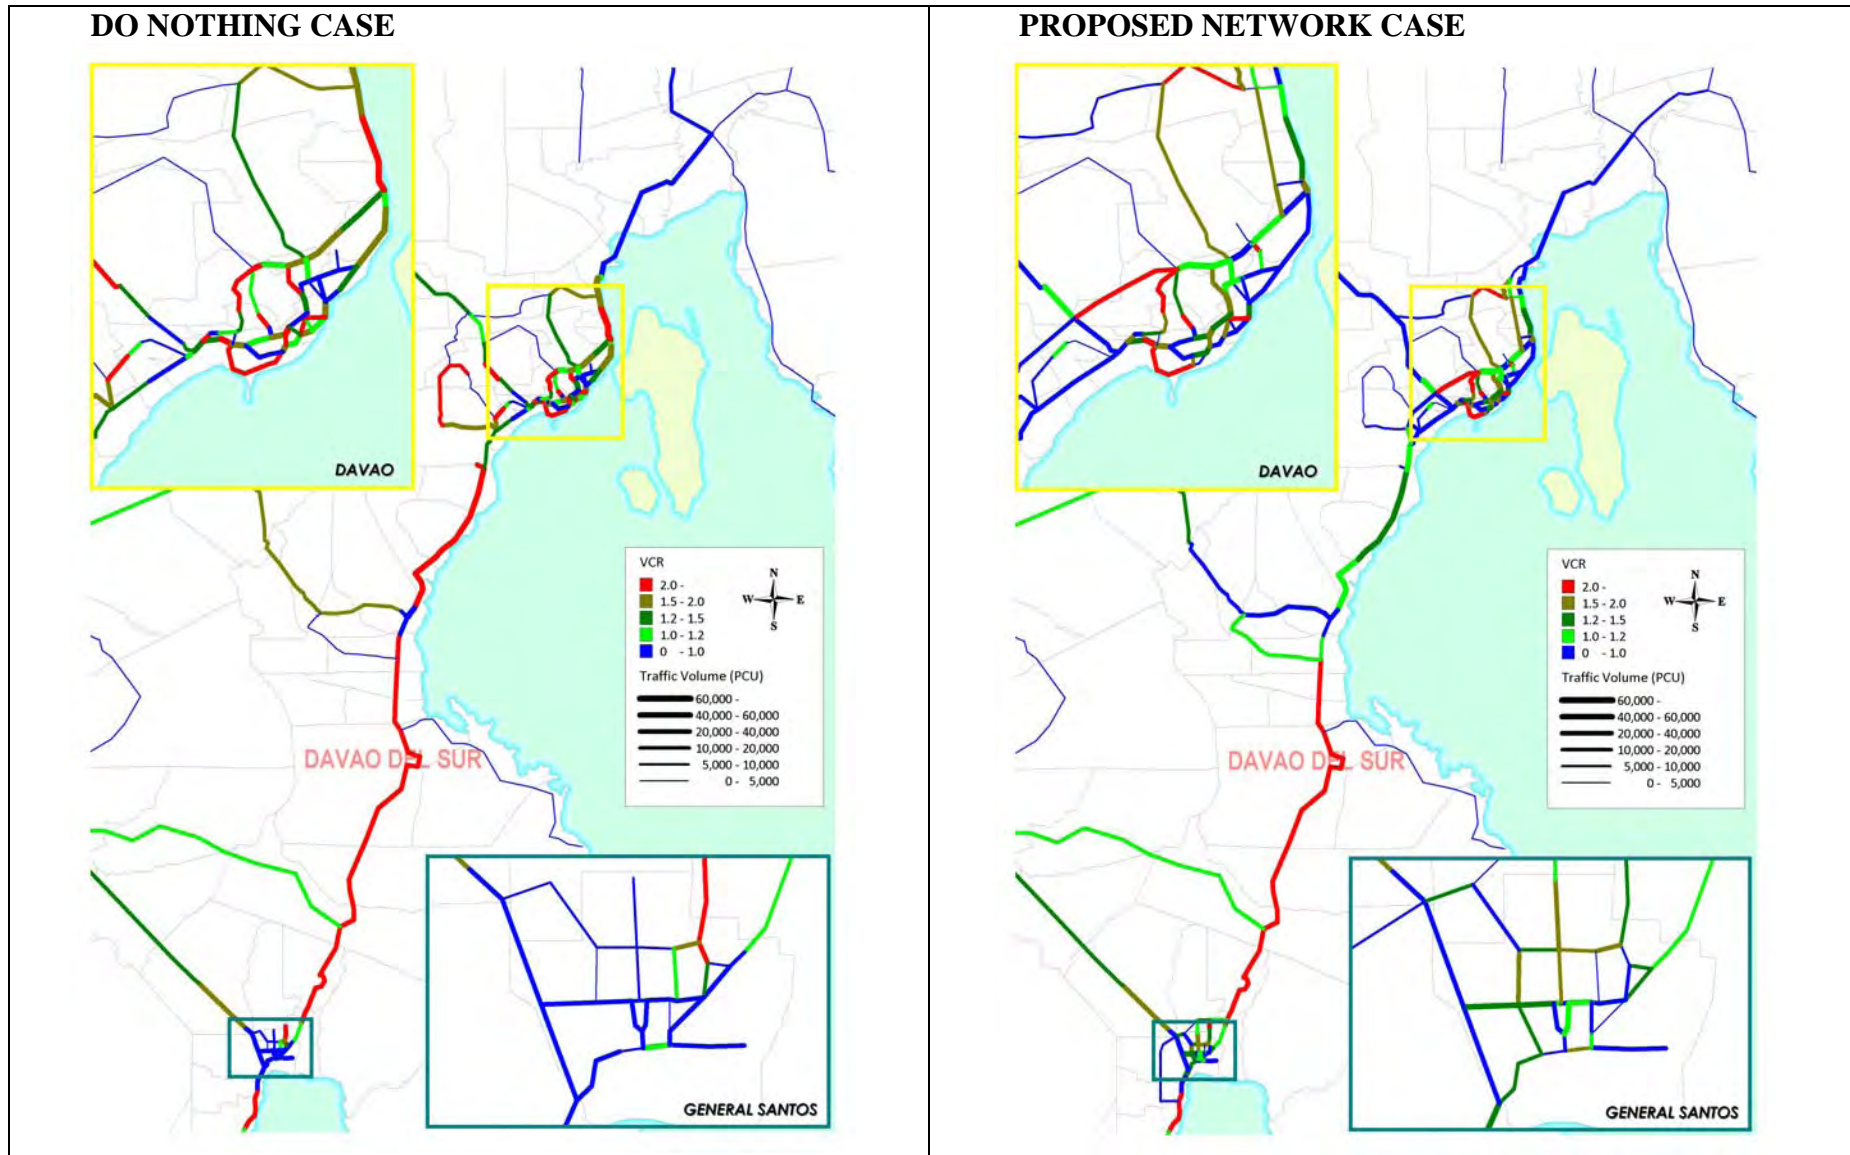 DO NOTHING CASE
DAVAO
VCR
2.0 -
1.5 - 2.0
1.2 - 1.5
1.0 - 1.2
0 - 1.0
N
W E
S
Traffic Volume (PCU)
60,000 -
40,000 - 60,000
20,000 - 40,000
10,000 - 20,000
5,000 - 10,000
0 - 5,000
DAVAO DEL SUR
GENERAL SANTOS
PROPOSED NETWORK CASE
DAVAO
VCR
2.0 -
1.5 - 2.0
1.2 - 1.5
1.0 - 1.2
0 - 1.0
N
W E
S
Traffic Volume (PCU)
60,000 -
40,000 - 60,000
20,000 - 40,000
10,000 - 20,000
5,000 - 10,000
0 - 5,000
DAVAO DEL SUR
GENERAL SANTOS